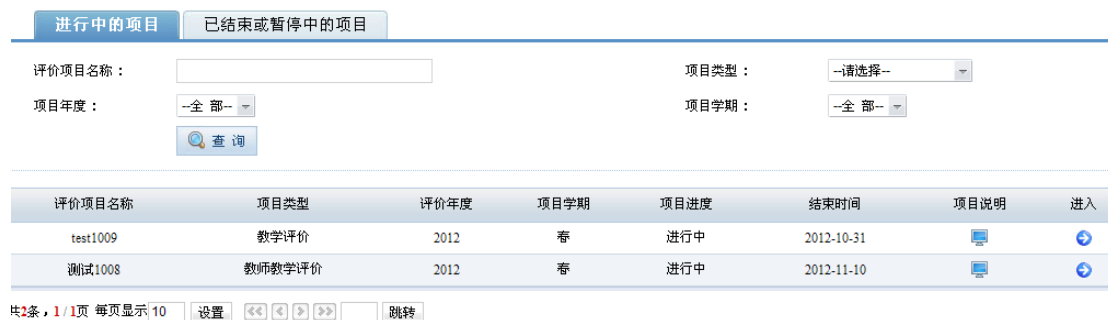 进行中的项目 已结束或暂停中的项目
评价项目名称： 项目类型： --请选择--
项目年度： --全 部-- 项目学期： --全 部--
查 询
评价项目名称 项目类型 评价年度 项目学期 项目进度 结束时间 项目说明 进入
test1009 教学评价 2012 春 进行中 2012-10-31
测试1008 教师教学评价 2012 春 进行中 2012-11-10
共2条，1/1页 每页显示 10 设置 跳转